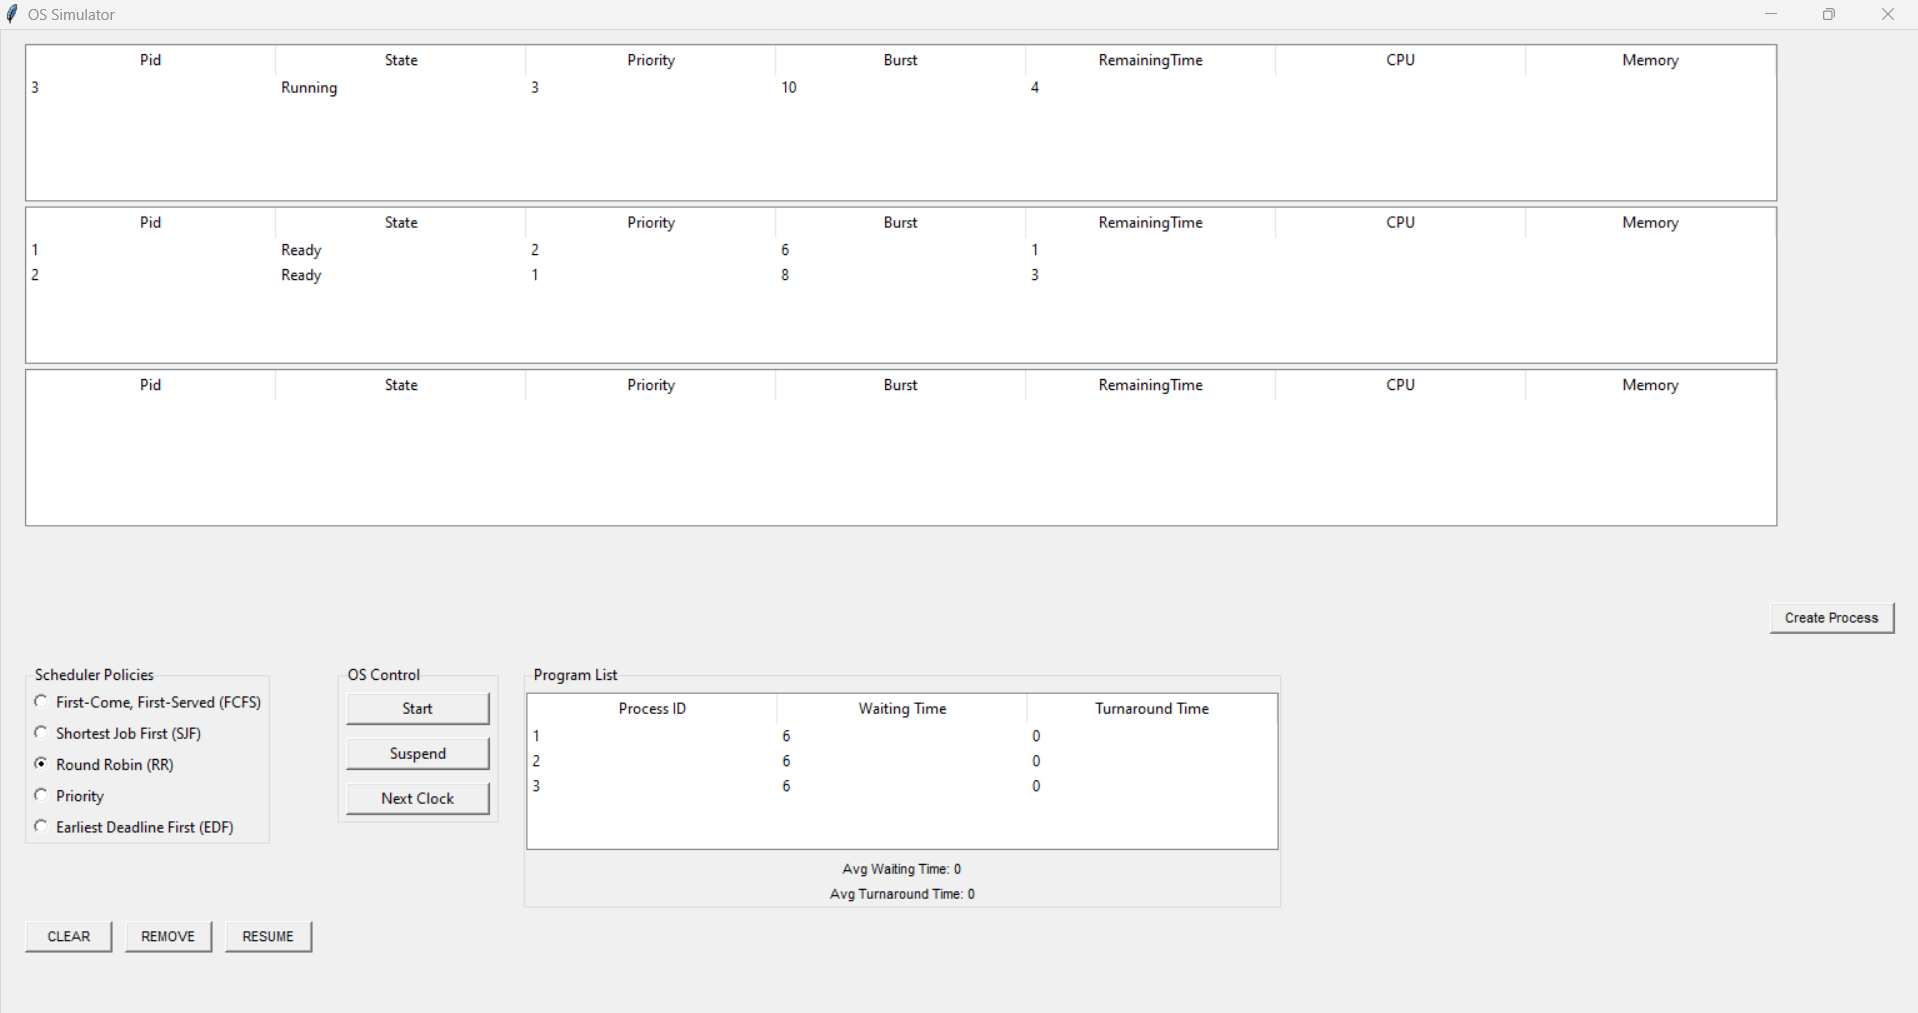 OS Simulator
Pid State Priority Burst RemainingTime CPU Memory
3 Running 3 10 4
Pid State Priority Burst RemainingTime CPU Memory
1 Ready 2 6 1
2 Ready 1 8 3
Pid State Priority Burst RemainingTime CPU Memory
Create Process
Scheduler Policies
First-Come, First-Served (FCFS)
Shortest Job First (SJF)
Round Robin (RR)
Priority
Earliest Deadline First (EDF)
OS Control
Start
Suspend
Next Clock
Program List
Process ID Waiting Time Turnaround Time
1 6 0
2 6 0
3 6 0
Avg Waiting Time: 0
Avg Turnaround Time: 0
CLEAR REMOVE RESUME